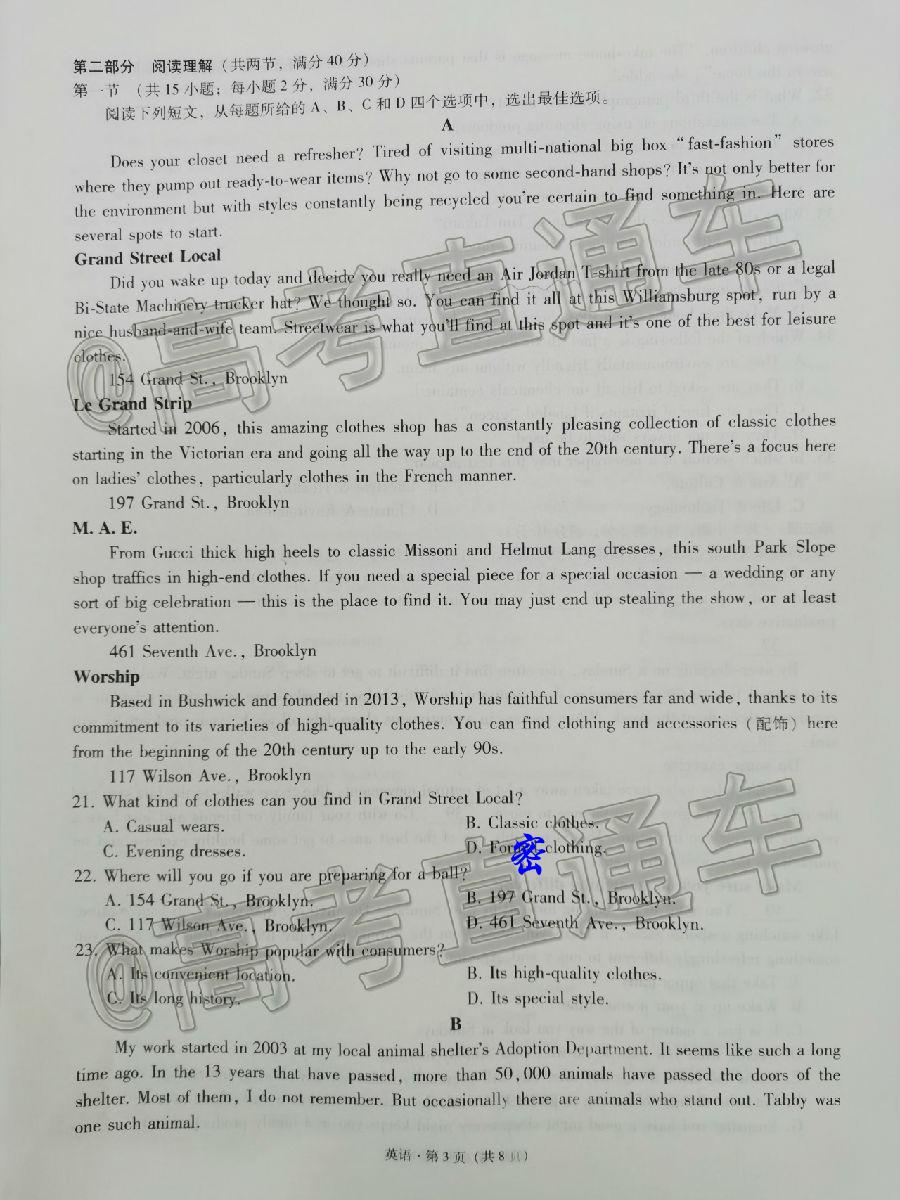 第二部分 阅读理解（共两节，满分 40 分）
第一节 （共 15 小题；每小题 2 分，满分 30 分）
阅读下列短文，从每题所给的 A、B、C 和 D 四个选项中，选出最佳选项。
A
Does your closet need a refresher? Tired of visiting multi-national big box “fast-fashion” stores
where they pump out ready-to-wear items? Why not go to some second-hand shops? It's not only better for
the environment but with styles constantly being recycled you're certain to find something in. Here are
several spots to start.
Grand Street Local
Did you wake up today and decide you really need an Air Jordan T-shirt from the late 80s or a legal
Bi-State Machinery trucker hat? We thought so. You can find it all at this Williamsburg spot, run by a
nice husband-and-wife team. Streetwear is what you'll find at this spot and it's one of the best for leisure
clothes.
154 Grand St., Brooklyn
Le Grand Strip
Started in 2006, this amazing clothes shop has a constantly pleasing collection of classic clothes
starting in the Victorian era and going all the way up to the end of the 20th century. There's a focus here
on ladies' clothes, particularly clothes in the French manner.
197 Grand St., Brooklyn
M. A. E.
From Gucci thick high heels to classic Missoni and Helmut Lang dresses, this south Park Slope
shop traffics in high-end clothes. If you need a special piece for a special occasion — a wedding or any
sort of big celebration — this is the place to find it. You may just end up stealing the show, or at least
everyone's attention.
461 Seventh Ave., Brooklyn
Worship
Based in Bushwick and founded in 2013, Worship has faithful consumers far and wide, thanks to its
commitment to its varieties of high-quality clothes. You can find clothing and accessories（配饰）here
from the beginning of the 20th century up to the early 90s.
117 Wilson Ave., Brooklyn
21. What kind of clothes can you find in Grand Street Local?
A. Casual wears. B. Classic clothes.
C. Evening dresses. D. Formal clothing.
密
22. Where will you go if you are preparing for a ball?
A. 154 Grand St., Brooklyn. B. 197 Grand St., Brooklyn.
C. 117 Wilson Ave., Brooklyn. D. 461 Seventh Ave., Brooklyn.
23. What makes Worship popular with consumers?
A. Its convenient location. B. Its high-quality clothes.
C. Its long history. D. Its special style.
B
My work started in 2003 at my local animal shelter's Adoption Department. It seems like such a long
time ago. In the 13 years that have passed, more than 50,000 animals have passed the doors of the
shelter. Most of them, I do not remember. But occasionally there are animals who stand out. Tabby was
one such animal.
英语·第 3 页（共 8 页）
@高考直通车
@高考直通车